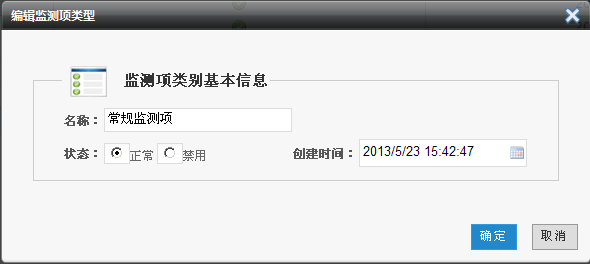 编辑监测项类型
监测项类别基本信息
名称：常规监测项
状态：正常 禁用 创建时间：2013/5/23 15:42:47
确定 取消